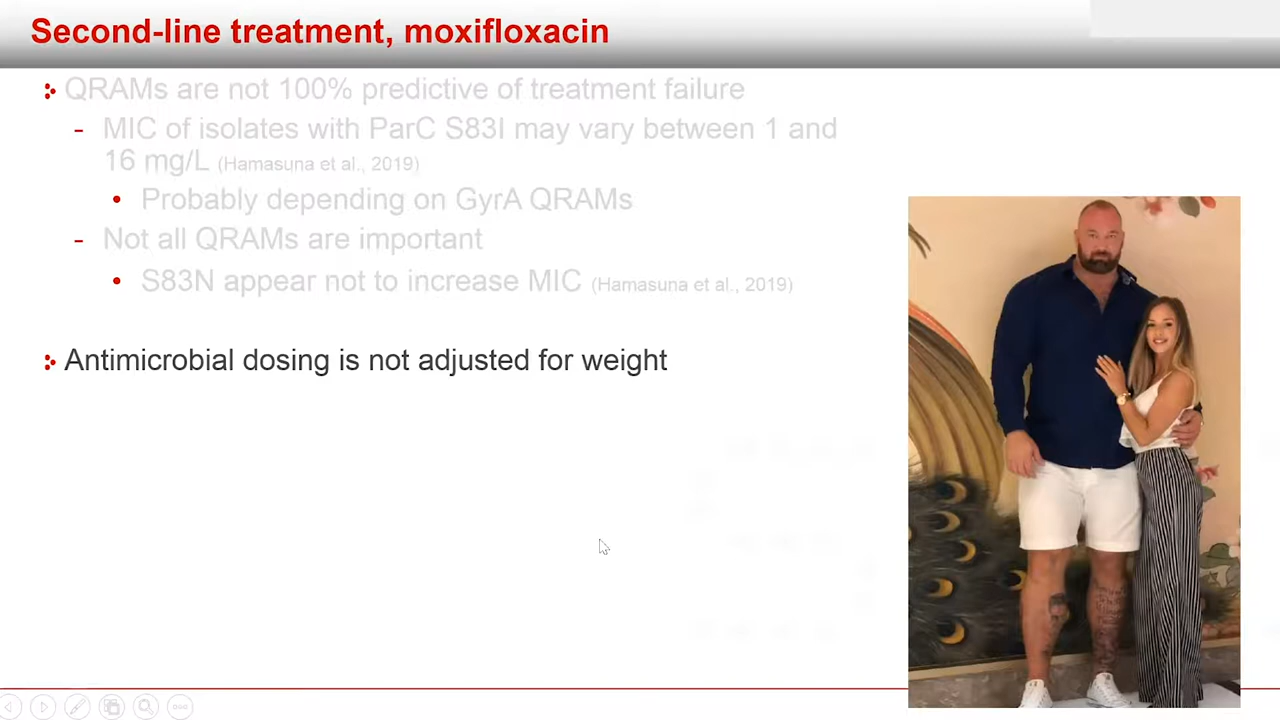 Second-line treatment, moxifloxacin
QRAMs are not 100% predictive of treatment failure
- MIC of isolates with ParC S83I may vary between 1 and
16 mg/L (Hamasuna et al., 2019)
• Probably depending on GyrA QRAMs
- Not all QRAMs are important
• S83N appear not to increase MIC (Hamasuna et al., 2019)
Antimicrobial dosing is not adjusted for weight